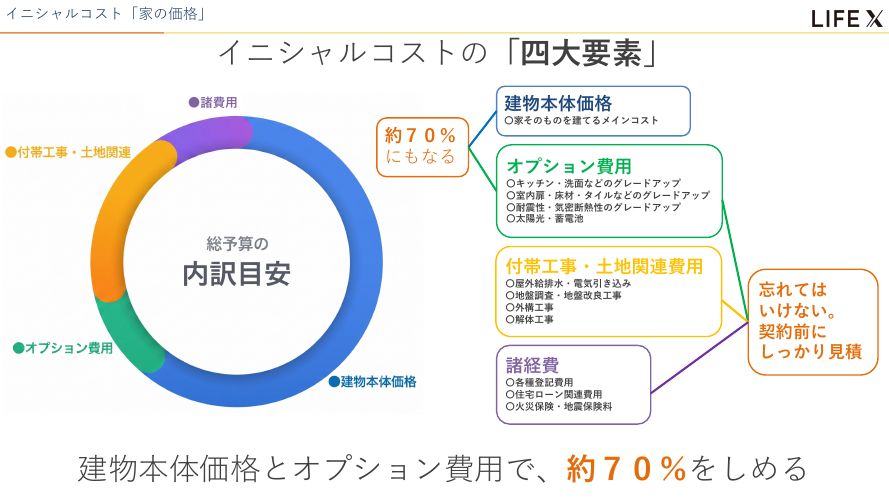 イニシャルコスト「家の価格」
LIFE X
イニシャルコストの「四大要素」
●諸費用
●付帯工事・土地関連
総予算の
内訳目安
●オプション費用
●建物本体価格
約７０%
にもなる
建物本体価格
○家そのものを建てるメインコスト
オプション費用
○キッチン・洗面などのグレードアップ
○室内扉・床材・タイルなどのグレードアップ
○耐震性・気密断熱性のグレードアップ
○太陽光・蓄電池
付帯工事・土地関連費用
○屋外給排水・電気引き込み
○地盤調査・地盤改良工事
○外構工事
○解体工事
諸経費
○各種登記費用
○住宅ローン関連費用
○火災保険・地震保険料
忘れては
いけない。
契約前に
しっかり見積
建物本体価格とオプション費用で、約７０%をしめる